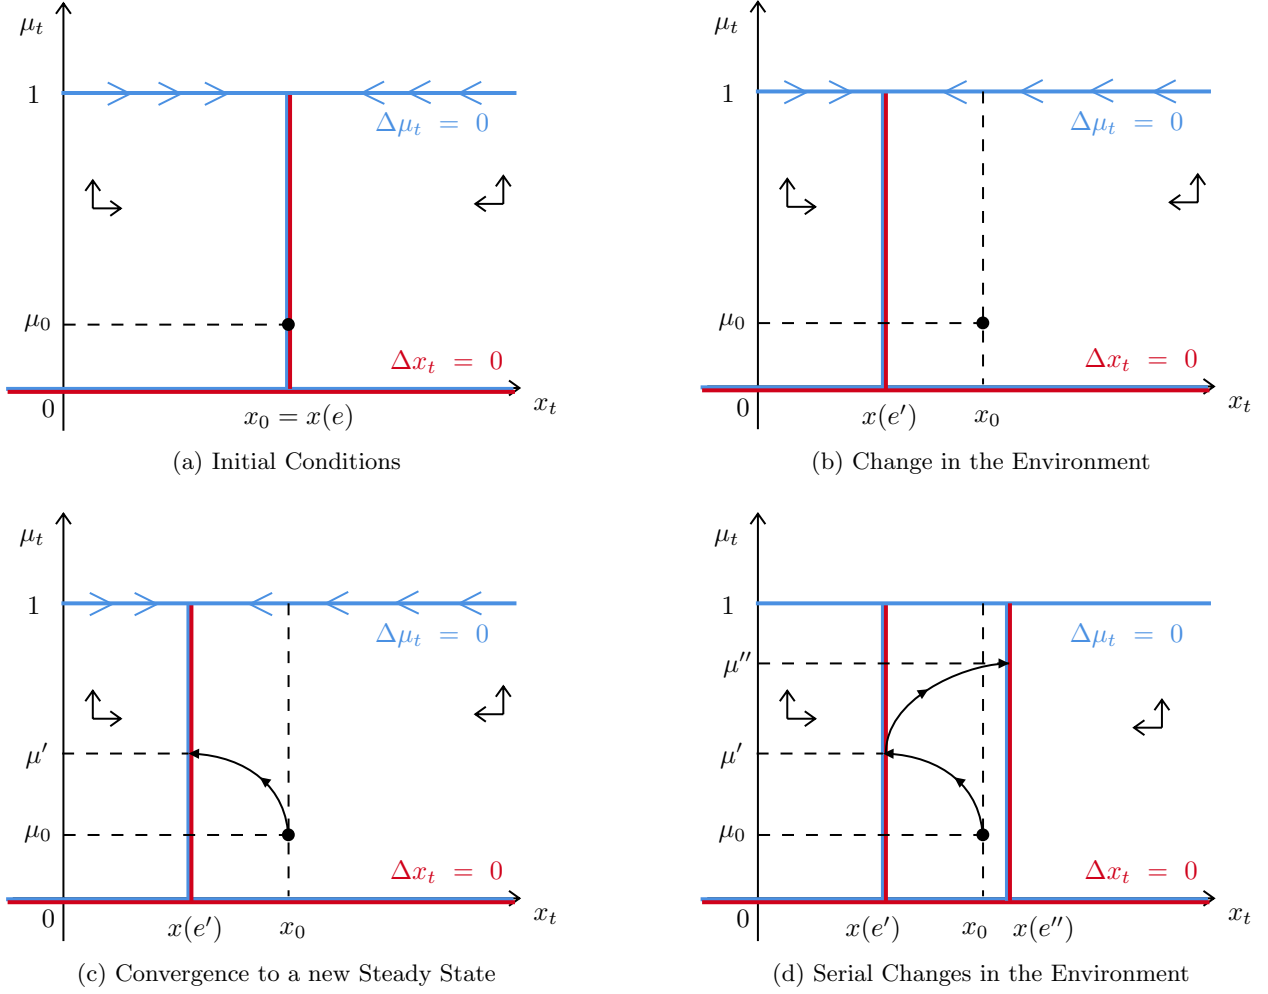 μₜ
1
Δμₜ = 0
μ₀
Δxₜ = 0
0
xₜ
x₀ = x(e)
(a) Initial Conditions
μₜ
1
Δμₜ = 0
μ₀
Δxₜ = 0
0
x(e′)
x₀
xₜ
(b) Change in the Environment
μₜ
1
Δμₜ = 0
μ′
μ₀
Δxₜ = 0
0
x(e′)
x₀
xₜ
(c) Convergence to a new Steady State
μₜ
1
Δμₜ = 0
μ″
μ′
μ₀
Δxₜ = 0
0
x(e′)
x₀
x(e″)
xₜ
(d) Serial Changes in the Environment